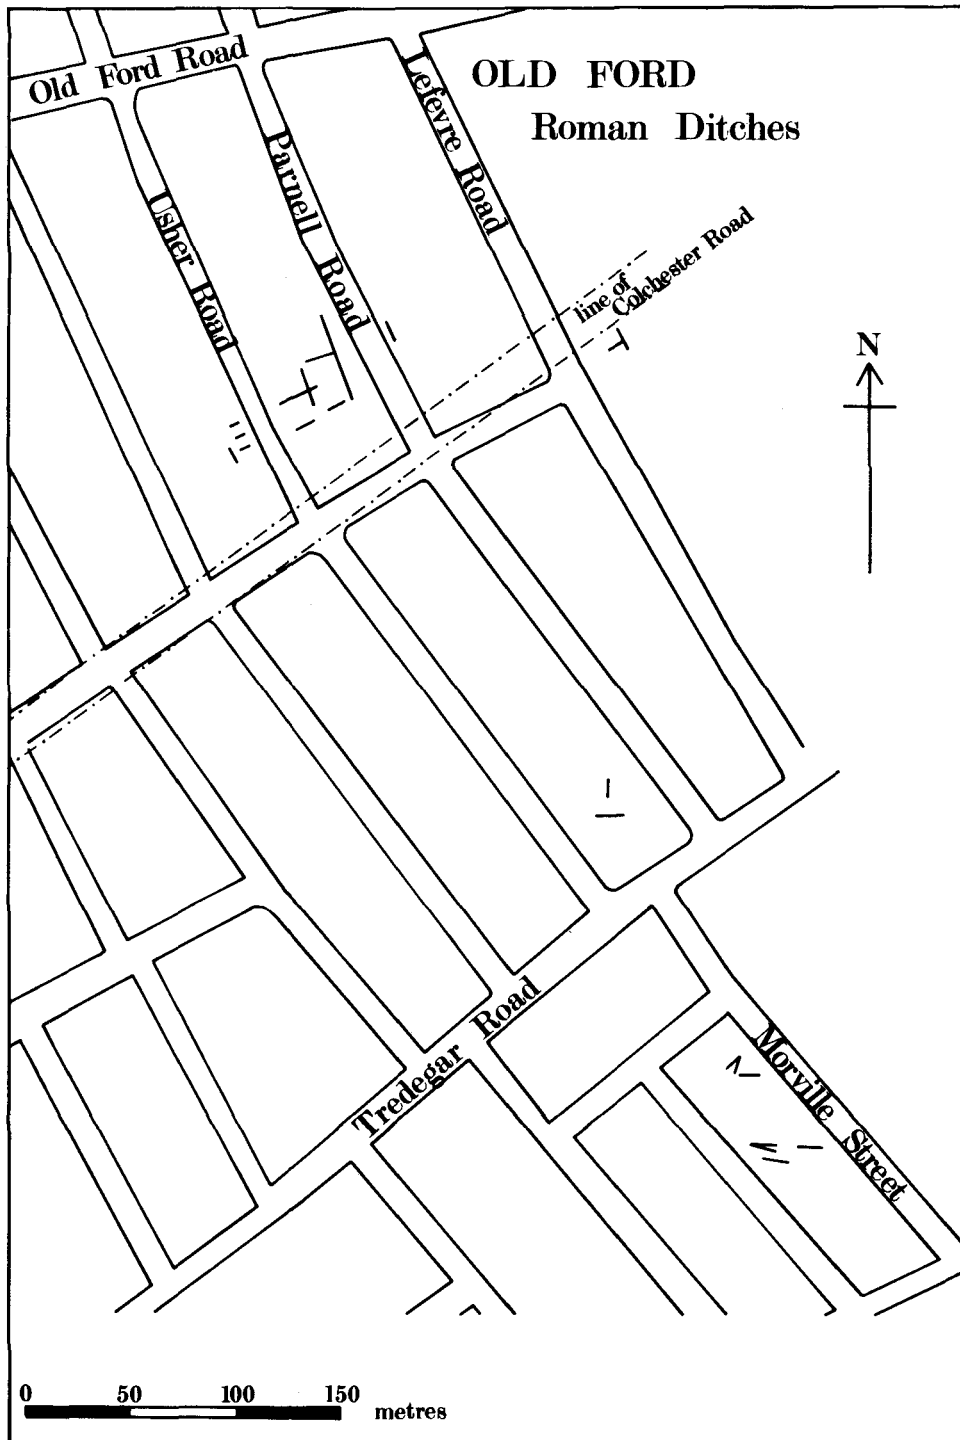 OLD FORD
Roman Ditches
Old Ford Road
Lefevre Road
Parnell Road
Usher Road
line of
Colchester Road
N
Tredegar Road
Morville Street
0 50 100 150
metres